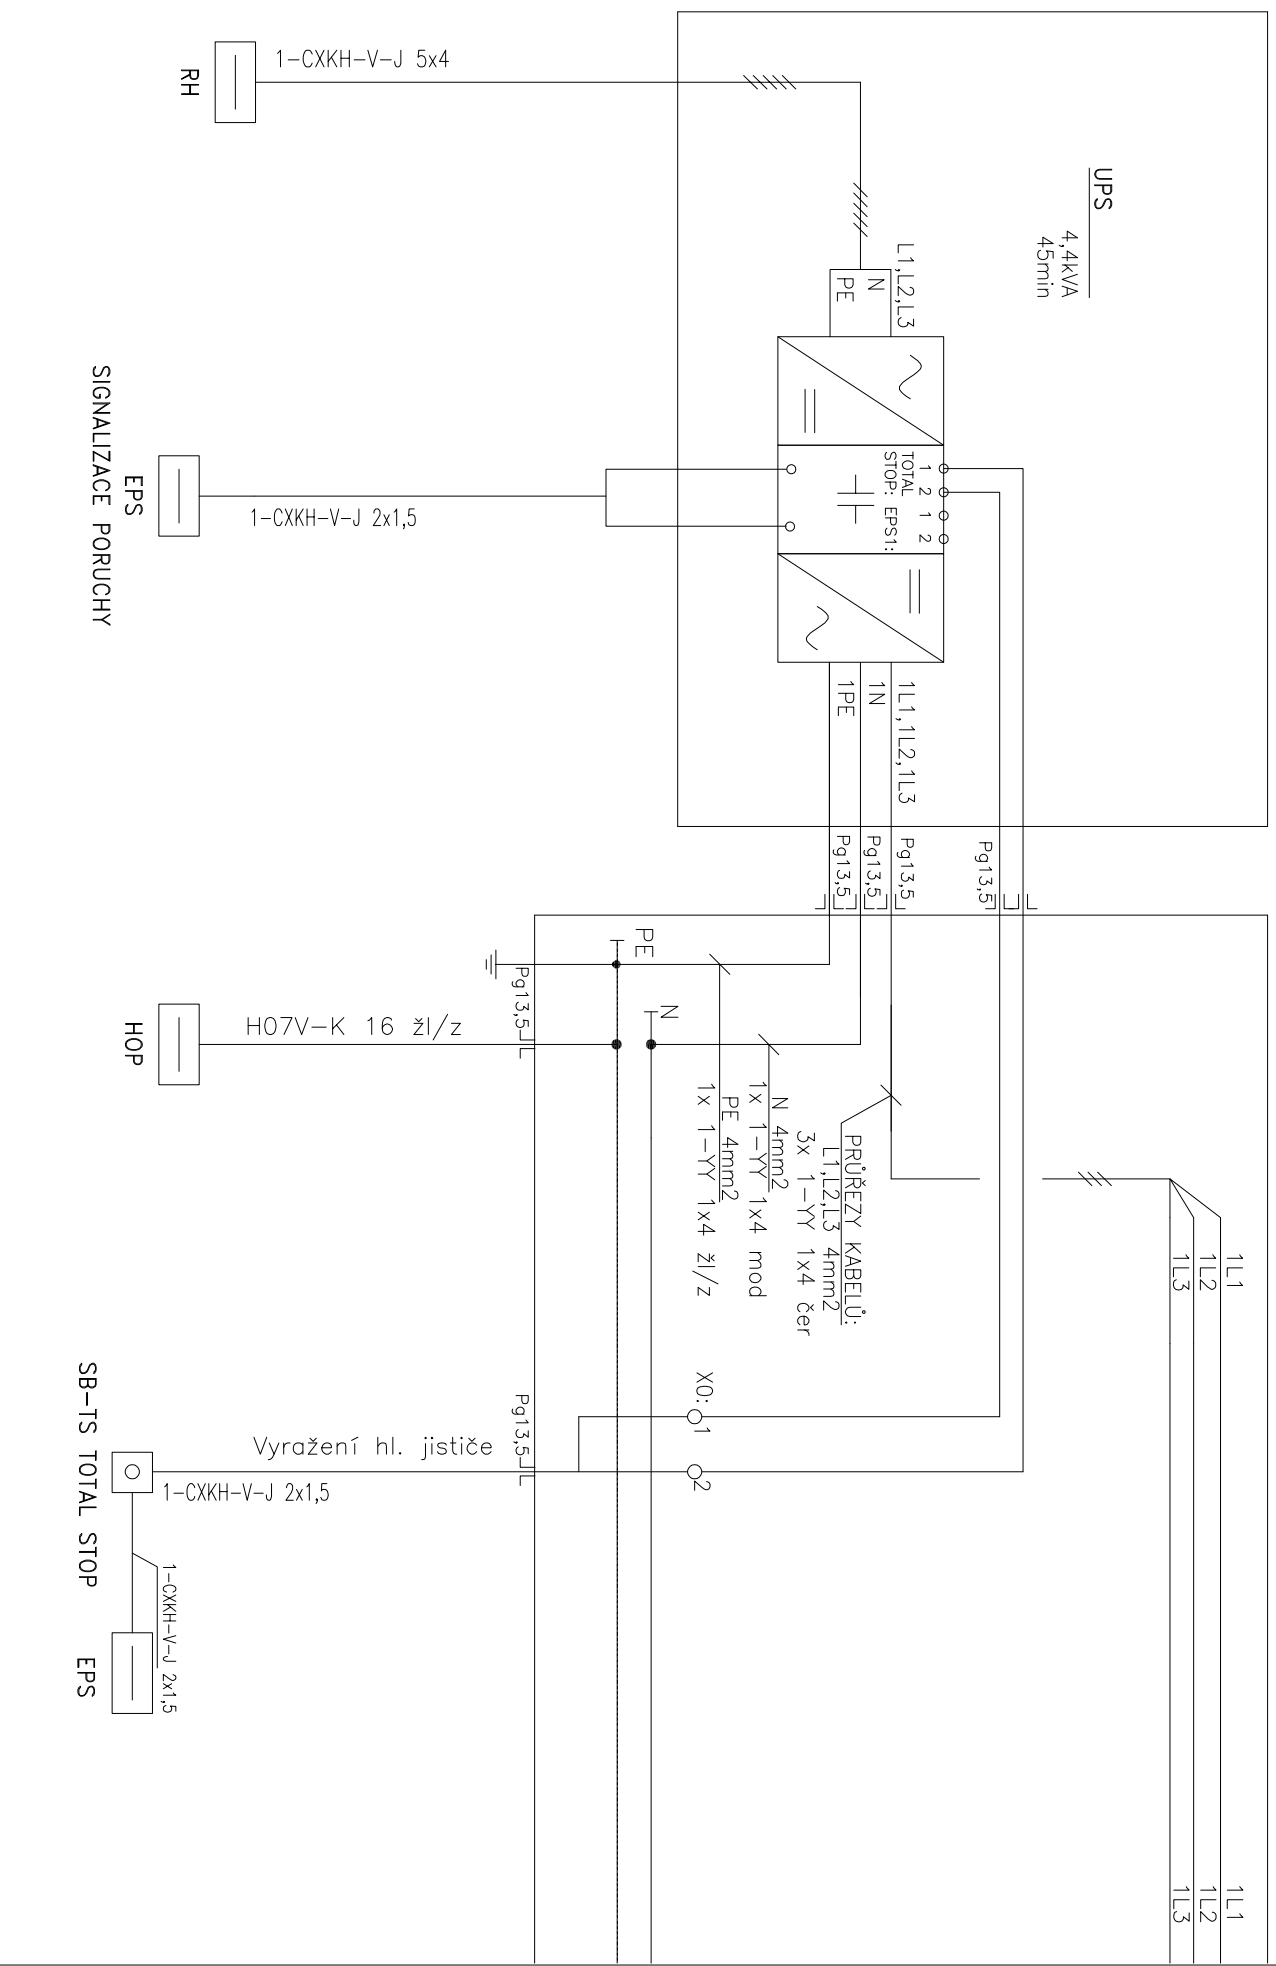 UPS
4,4kVA
45min
1-CXKH-V-J 5x4
RH
L1,L2,L3
N
PE
TOTAL
STOP: EPS1:
1 2 1 2
SIGNALIZACE PORUCHY
EPS
1-CXKH-V-J 2x1,5
1L1,1L2,1L3
1N
1PE
Pg13,5
Pg13,5
Pg13,5
Pg13,5
PE
N
Pg13,5
HOP
H07V-K 16 žl/z
PRŮŘEZY KABELŮ:
L1,L2,L3 4mm2
3x 1-YY 1x4 čer
N 4mm2
1x 1-YY 1x4 mod
PE 4mm2
1x 1-YY 1x4 žl/z
1L1
1L2
1L3
X0:
1
2
Pg13,5
Vyražení hl. jističe
1-CXKH-V-J 2x1,5
SB-TS TOTAL STOP
1-CXKH-V-J 2x1,5
EPS
1L1
1L2
1L3